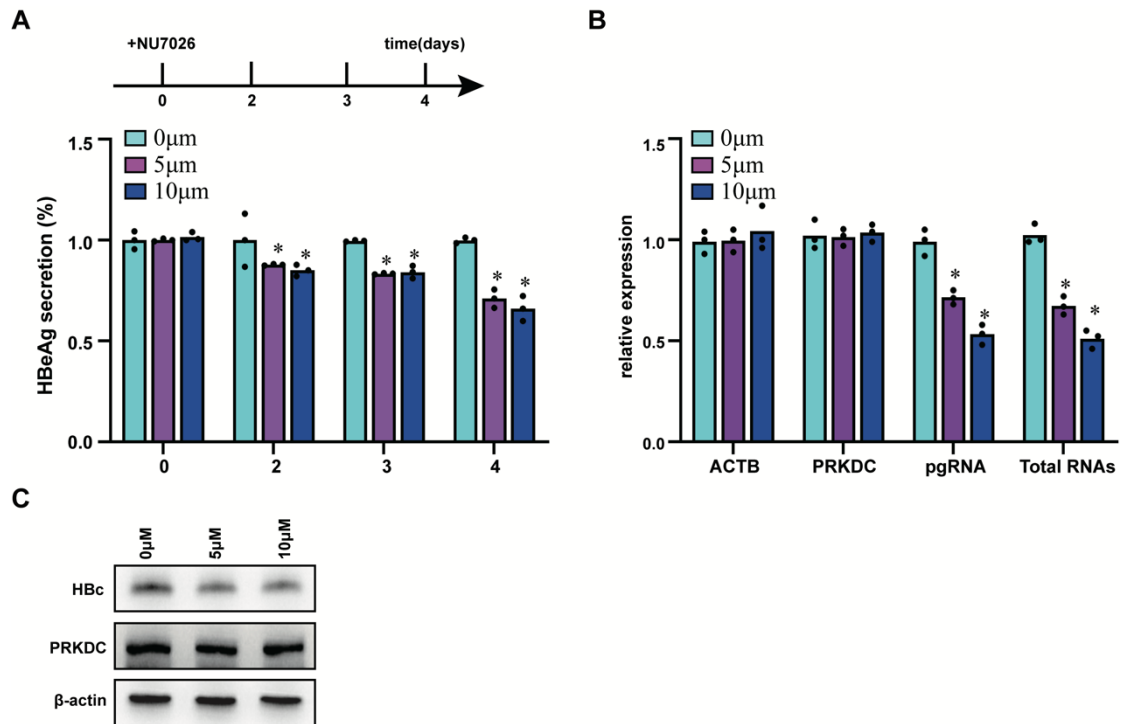 A
+NU7026 time(days)
0 2 3 4
0μm
5μm
10μm
HBeAg secretion (%)
1.5
1.0
0.5
0.0
* * * * * *
0 2 3 4
B
0μm
5μm
10μm
relative expression
1.5
1.0
0.5
0.0
* * * *
ACTB PRKDC pgRNA Total RNAs
C
0μM 5μM 10μM
HBc
PRKDC
β-actin